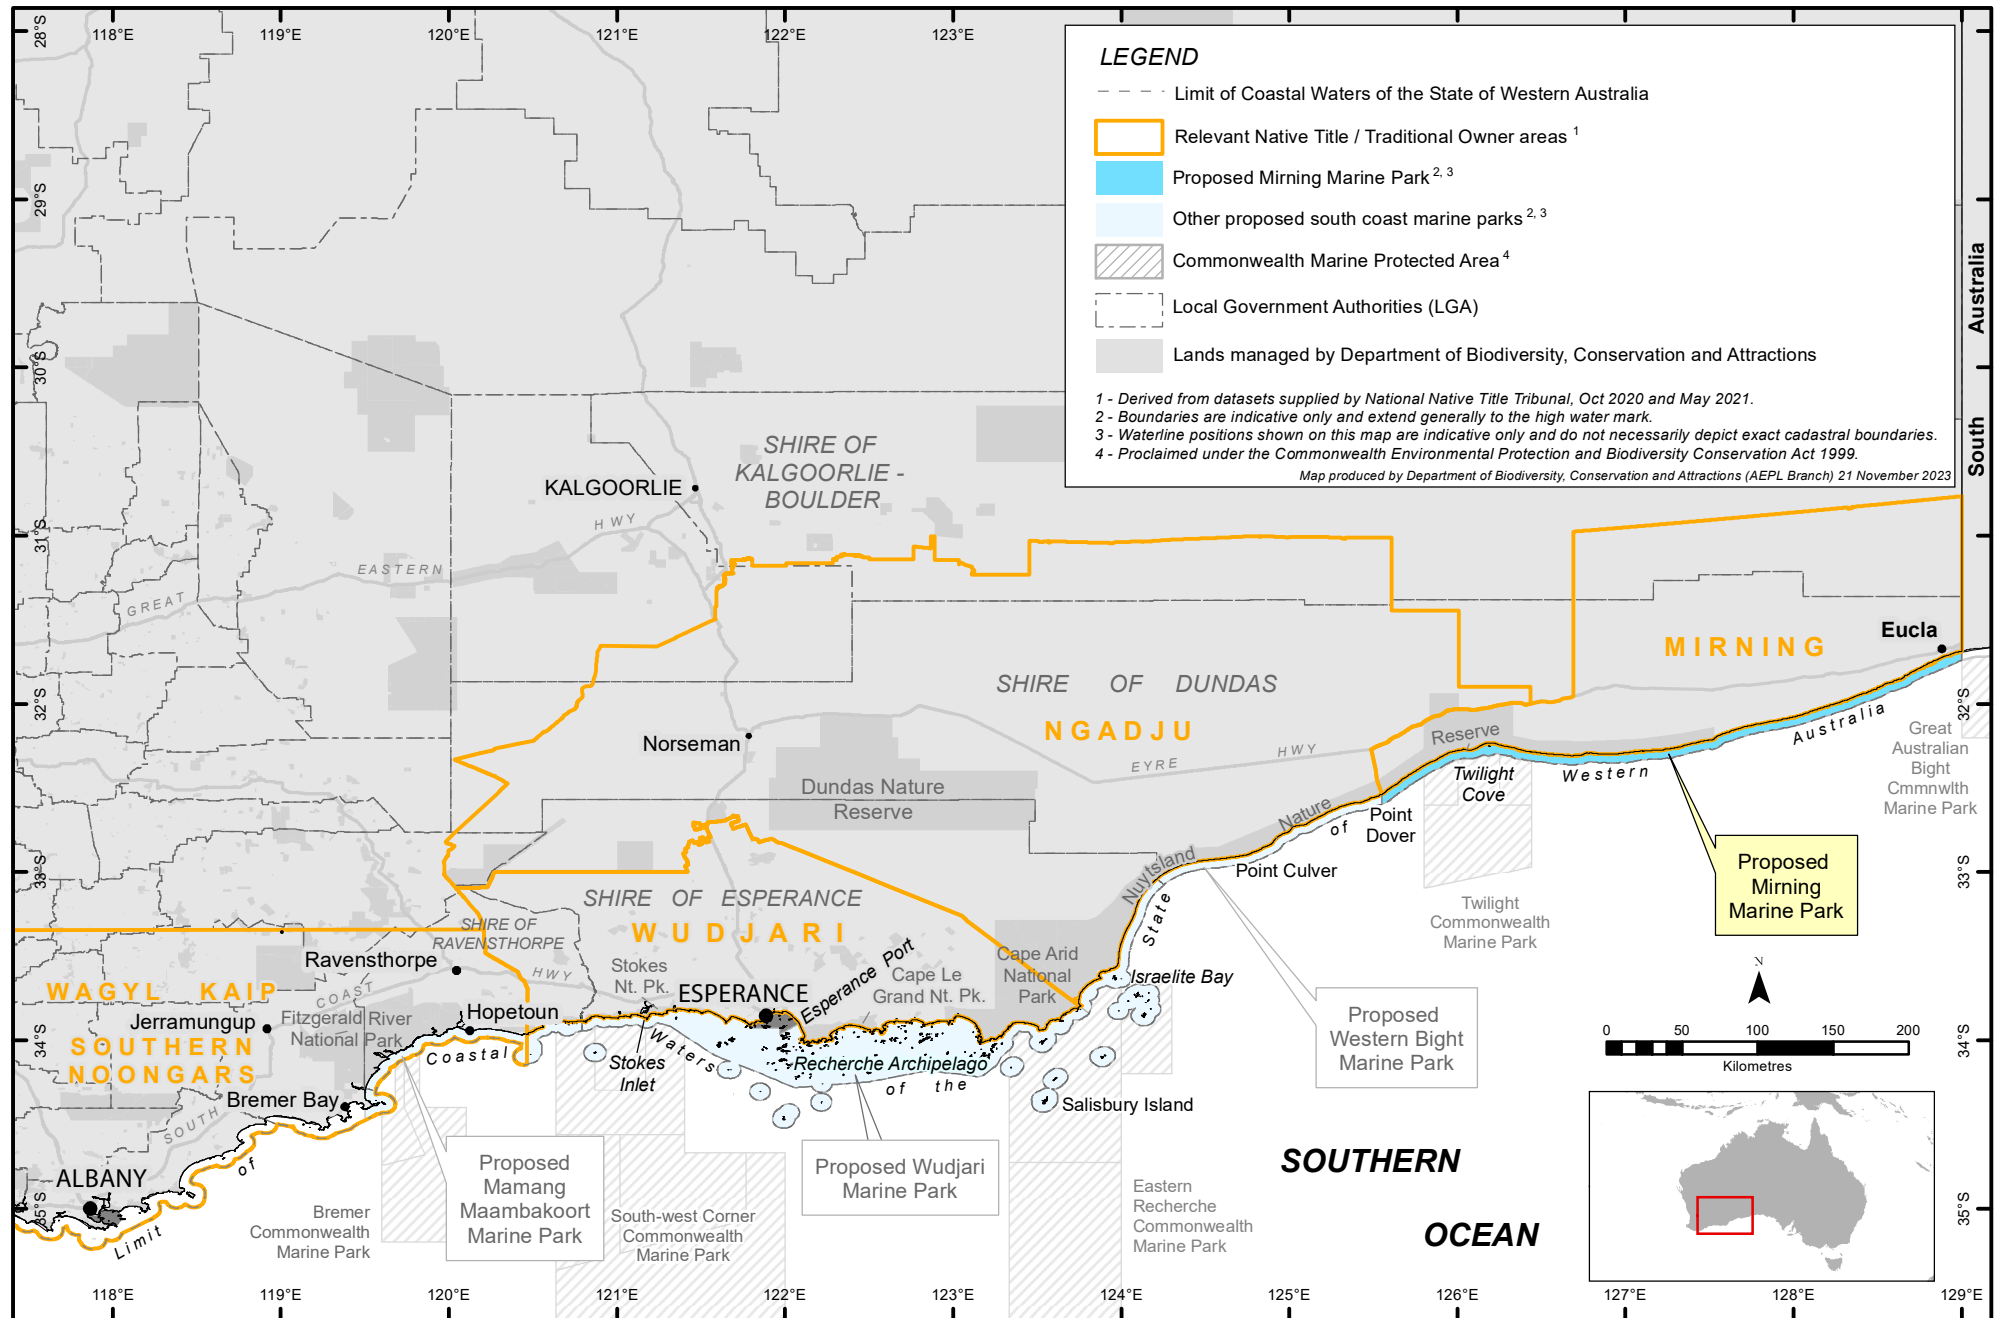 118°E
119°E
120°E
121°E
122°E
123°E
28°S
29°S
30°S
31°S
32°S
33°S
34°S
35°S
LEGEND
Limit of Coastal Waters of the State of Western Australia
Relevant Native Title / Traditional Owner areas 1
Proposed Mirning Marine Park 2, 3
Other proposed south coast marine parks 2, 3
Commonwealth Marine Protected Area 4
Local Government Authorities (LGA)
Lands managed by Department of Biodiversity, Conservation and Attractions
1 - Derived from datasets supplied by National Native Title Tribunal, Oct 2020 and May 2021.
2 - Boundaries are indicative only and extend generally to the high water mark.
3 - Waterline positions shown on this map are indicative only and do not necessarily depict exact cadastral boundaries.
4 - Proclaimed under the Commonwealth Environmental Protection and Biodiversity Conservation Act 1999.
Map produced by Department of Biodiversity, Conservation and Attractions (AEPL Branch) 21 November 2023
South Australia
SHIRE OF
KALGOORLIE -
BOULDER
KALGOORLIE
GREAT EASTERN HWY
Eucla
MIRNING
SHIRE OF DUNDAS
NGADJU
Norseman
EYRE HWY
Dundas Nature
Reserve
Nuytsland Nature Reserve
Twilight
Cove
Point
Dover
Point Culver
Limit of Coastal Waters of the State of Western Australia
32°S
33°S
34°S
35°S
Great
Australian
Bight
Cmmnwlth
Marine Park
Proposed
Mirning
Marine Park
Twilight
Commonwealth
Marine Park
SHIRE OF ESPERANCE
WUDJARI
SHIRE OF
RAVENSTHORPE
Ravensthorpe
WAGYL KAIP
SOUTHERN
NOONGARS
Jerramungup
SOUTH COAST HWY
Fitzgerald River
National Park
Hopetoun
Stokes
Nt. Pk.
ESPERANCE
Esperance Port
Cape Le
Grand Nt. Pk.
Cape Arid
National
Park
Israelite Bay
Stokes
Inlet
Recherche Archipelago
Salisbury Island
Bremer Bay
ALBANY
Proposed
Western Bight
Marine Park
Proposed Wudjari
Marine Park
Proposed
Mamang
Maambakoort
Marine Park
Bremer
Commonwealth
Marine Park
South-west Corner
Commonwealth
Marine Park
Eastern
Recherche
Commonwealth
Marine Park
SOUTHERN
OCEAN
N
0 50 100 150 200
Kilometres
118°E
119°E
120°E
121°E
122°E
123°E
124°E
125°E
126°E
127°E
128°E
129°E